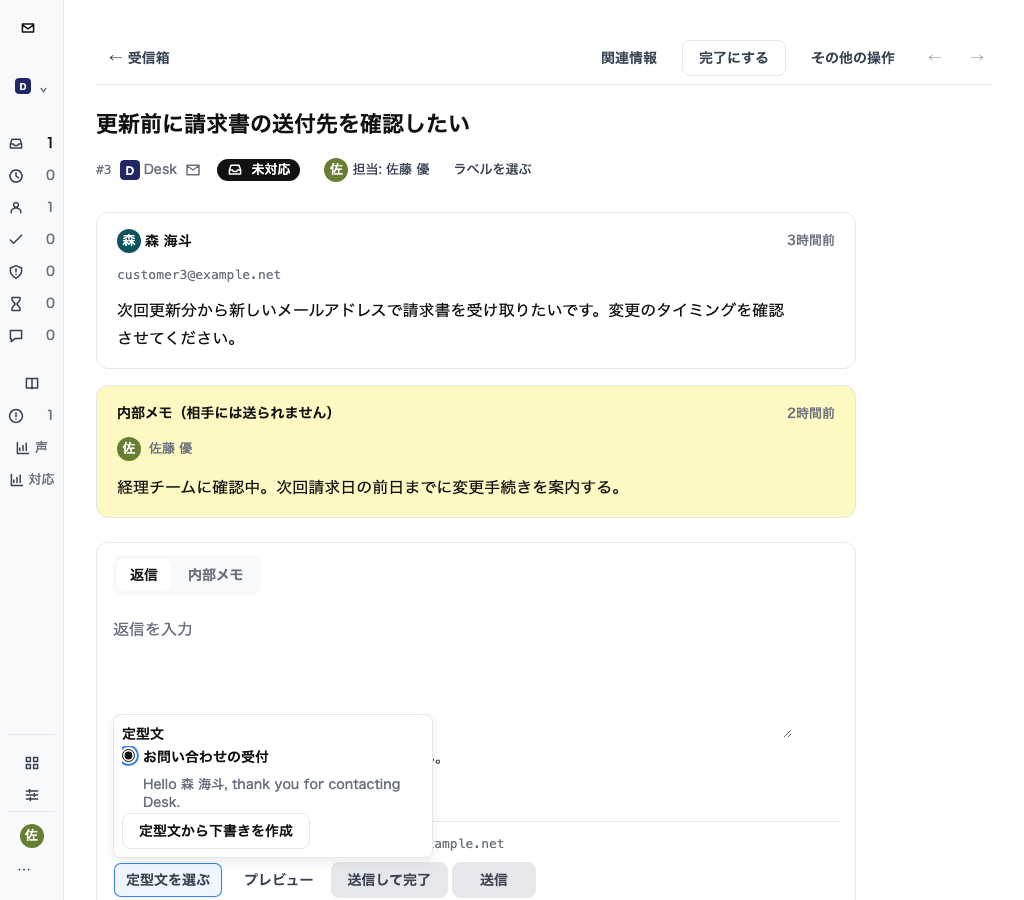 ← 受信箱
関連情報
完了にする
その他の操作
←
→
D
更新前に請求書の送付先を確認したい
#3 D Desk 未対応 佐 担当: 佐藤 優 ラベルを選ぶ
1
0
1
0
0
0
0
1
声
対応
佐
…
森 森 海斗 3時間前
customer3@example.net
次回更新分から新しいメールアドレスで請求書を受け取りたいです。変更のタイミングを確認
させてください。
内部メモ（相手には送られません） 2時間前
佐 佐藤 優
経理チームに確認中。次回請求日の前日までに変更手続きを案内する。
返信 内部メモ
返信を入力
定型文
お問い合わせの受付
Hello 森 海斗, thank you for contacting
Desk.
定型文から下書きを作成
ample.net
定型文を選ぶ プレビュー 送信して完了 送信